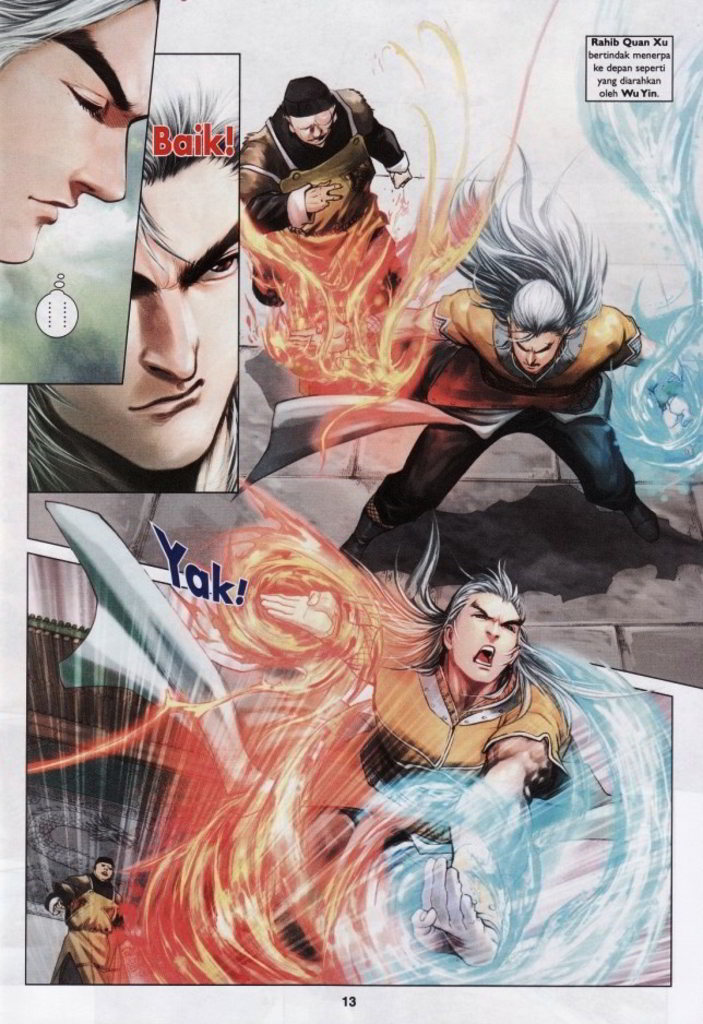 Baik!
Rahib Quan Xu
bertindak menerpa
ke depan seperti
yang diarahkan
oleh Wu Yin.
Yak!
13